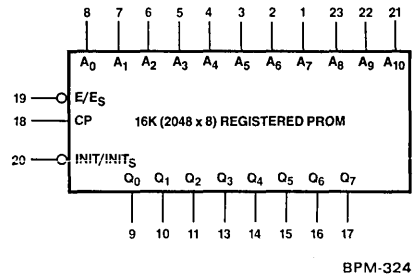 8 7 6 5 4 3 2 1 23 22 21
A0 A1 A2 A3 A4 A5 A6 A7 A8 A9 A10
19 E/ES
18 CP 16K (2048 x 8) REGISTERED PROM
20 INIT/INITS
Q0 Q1 Q2 Q3 Q4 Q5 Q6 Q7
9 10 11 13 14 15 16 17
BPM-324